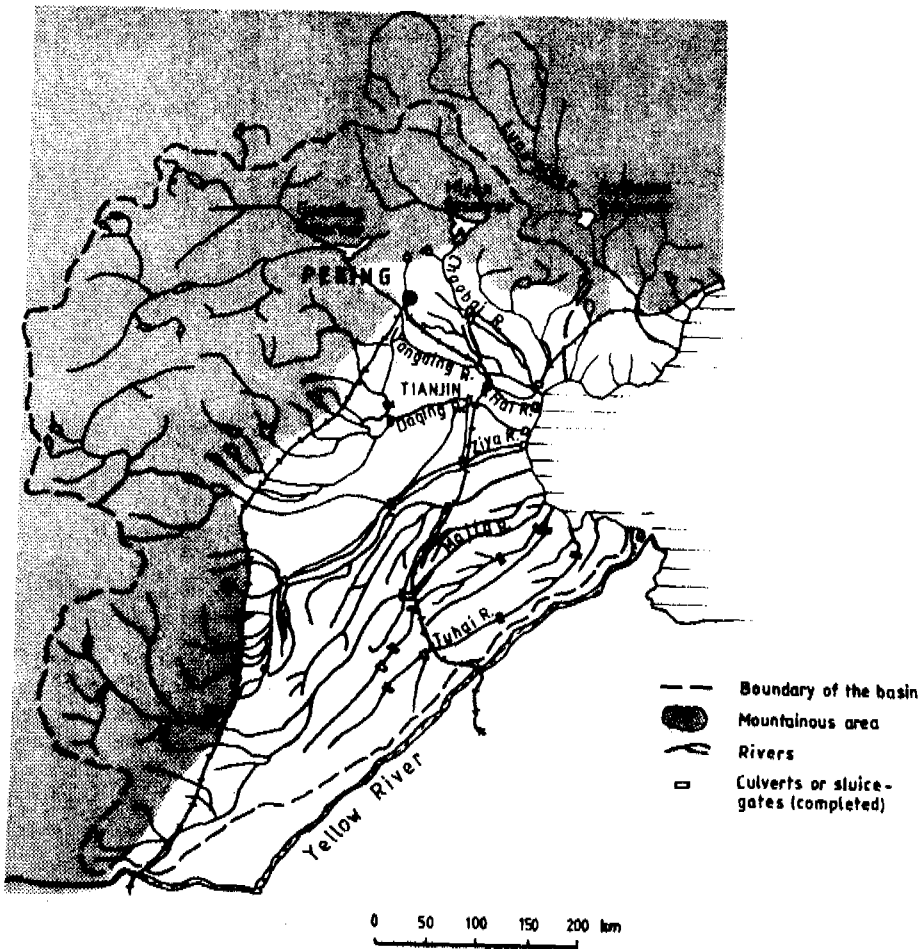 PEKING
Chaobai R.
Yongding R.
TIANJIN
Hai R.
Daqing R.
Ziya R.
Tuhai R.
Yellow River
Boundary of the basin
Mountainous area
Rivers
Culverts or sluice-
gates (completed)
0 50 100 150 200 km